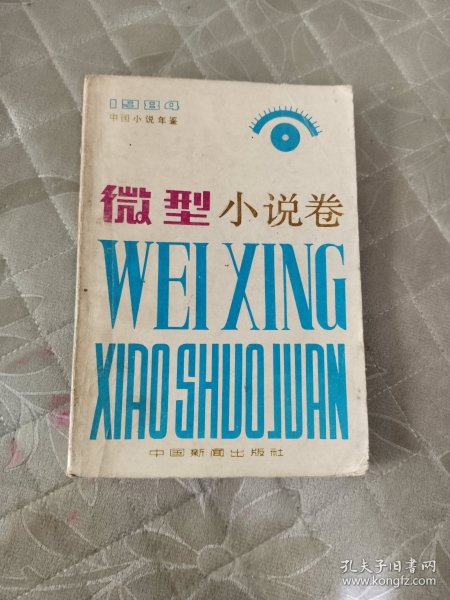 1984
中国小说年鉴
微型小说卷
WEI XING
XIAO SHUO JUAN
中国新闻出版社
孔夫子旧书网
www.kongfz.com